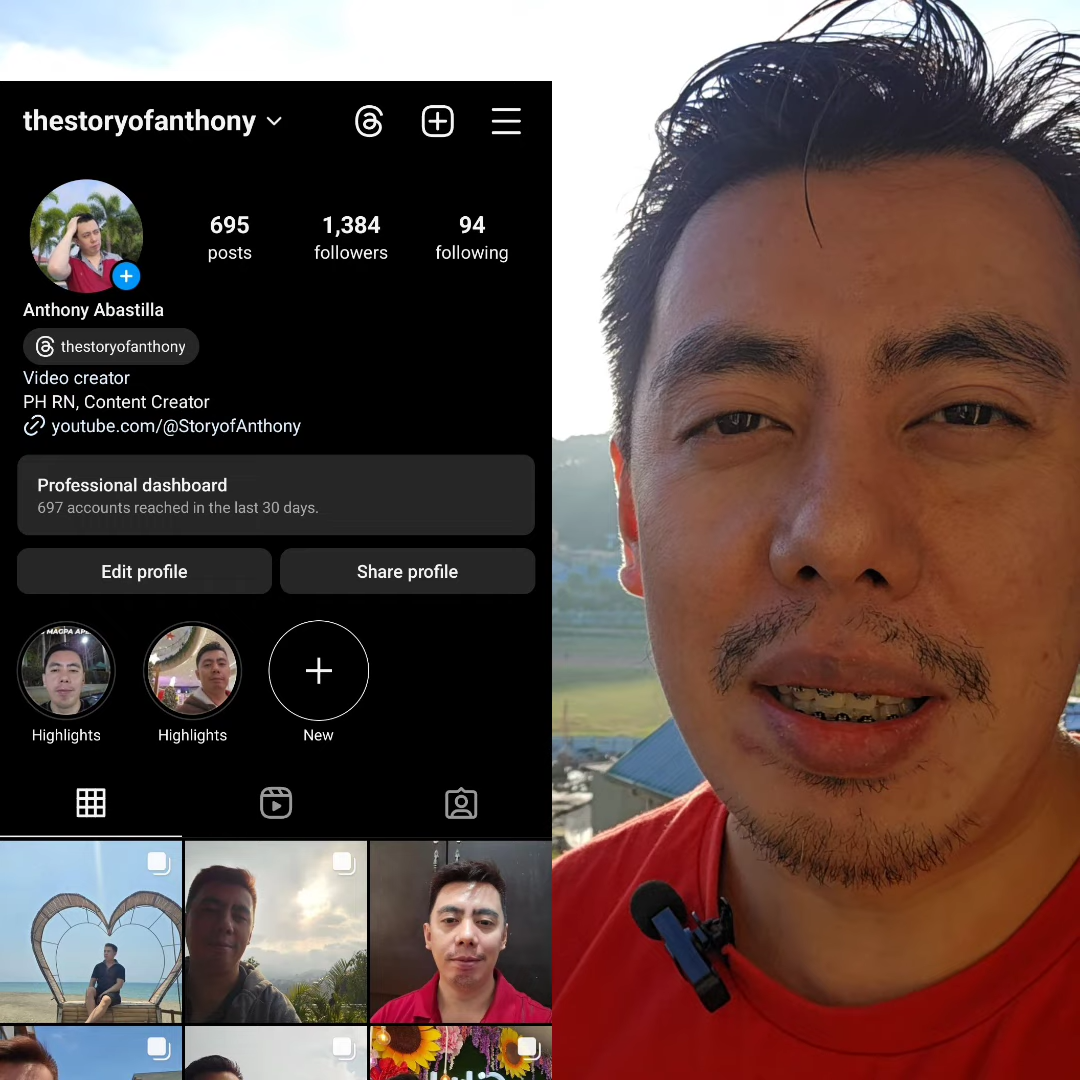 thestoryofanthony
695
1,384
94
posts
followers
following
Anthony Abastilla
thestoryofanthony
Video creator
PH RN, Content Creator
youtube.com/@StoryofAnthony
Professional dashboard
697 accounts reached in the last 30 days.
Edit profile
Share profile
MAGPA
Highlights
Highlights
New